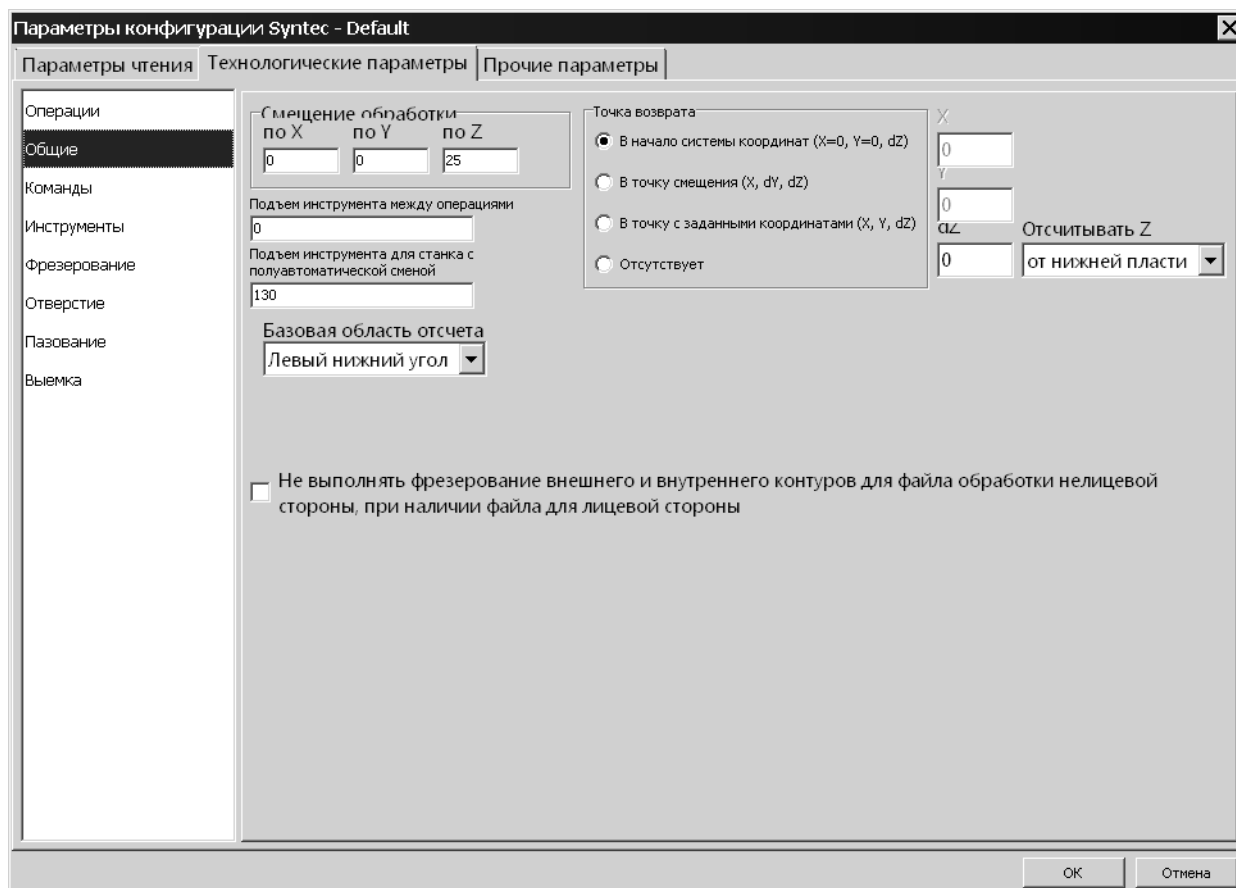 Параметры конфигурации Syntec - Default
Параметры чтения
Технологические параметры
Прочие параметры
Операции
Общие
Команды
Инструменты
Фрезерование
Отверстие
Пазование
Выемка
Смещение обработки
по X
по Y
по Z
0
0
25
Подъем инструмента между операциями
0
Подъем инструмента для станка с
полуавтоматической сменой
130
Базовая область отсчета
Левый нижний угол
Точка возврата
В начало системы координат (X=0, Y=0, dZ)
В точку смещения (X, dY, dZ)
В точку с заданными координатами (X, Y, dZ)
Отсутствует
X
0
Y
0
dZ
0
Отсчитывать Z
от нижней пласти
Не выполнять фрезерование внешнего и внутреннего контуров для файла обработки нелицевой
стороны, при наличии файла для лицевой стороны
OK
Отмена